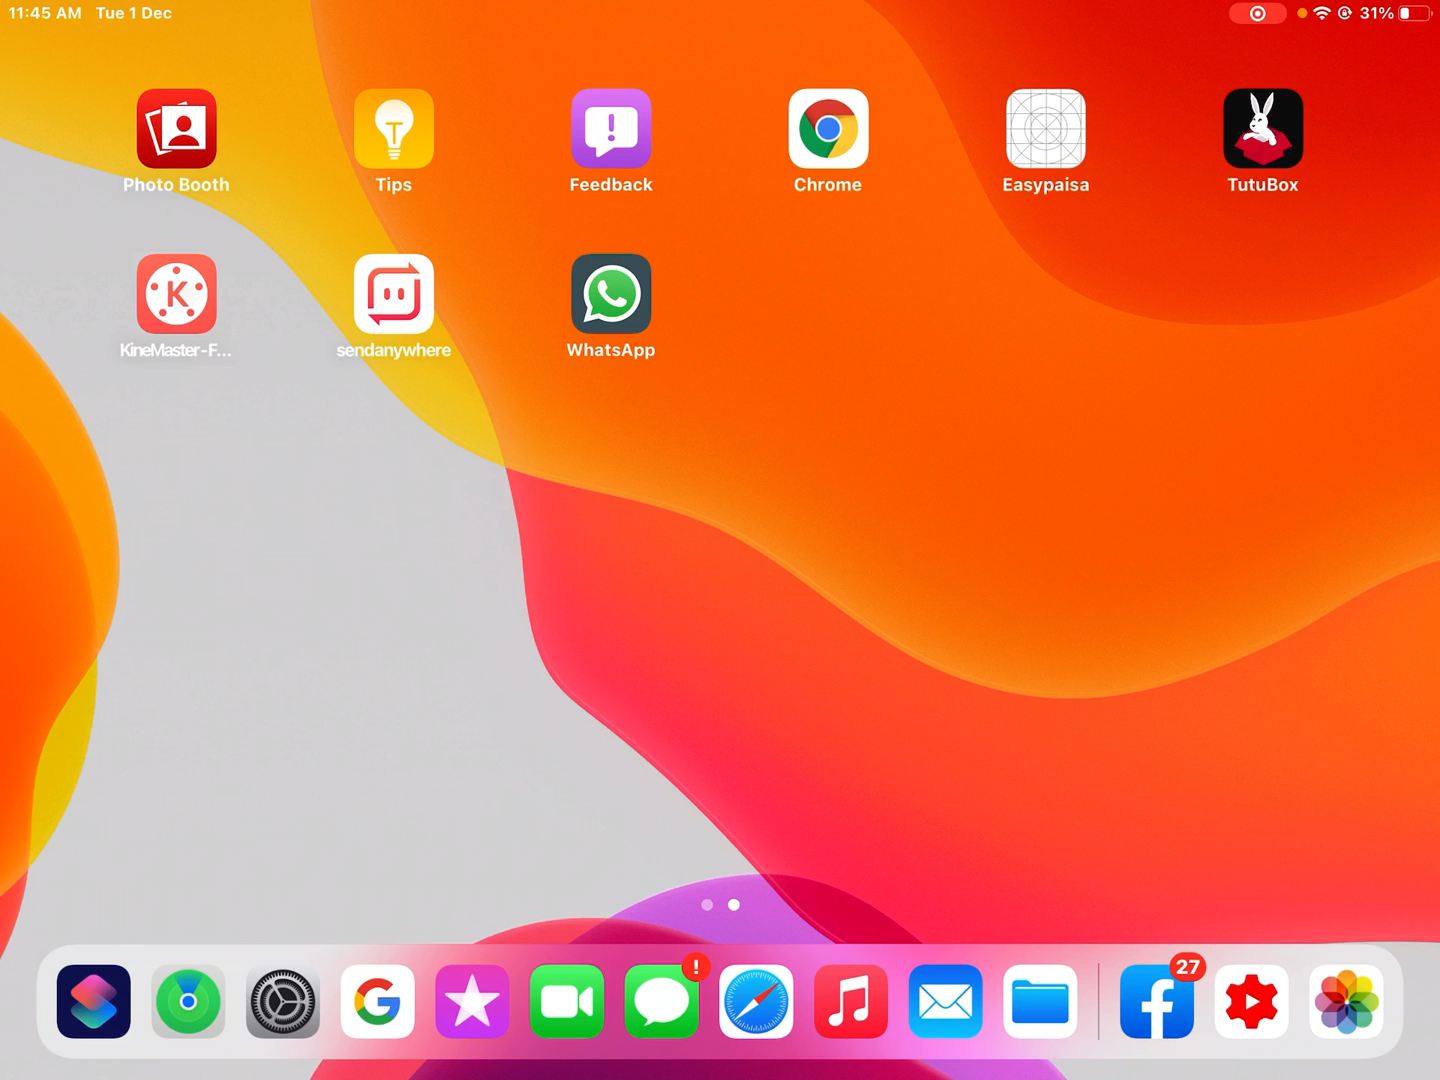 11:45 AM Tue 1 Dec
31%
Photo Booth
Tips
Feedback
Chrome
Easypaisa
TutuBox
KineMaster-F...
sendanywhere
WhatsApp
!
27